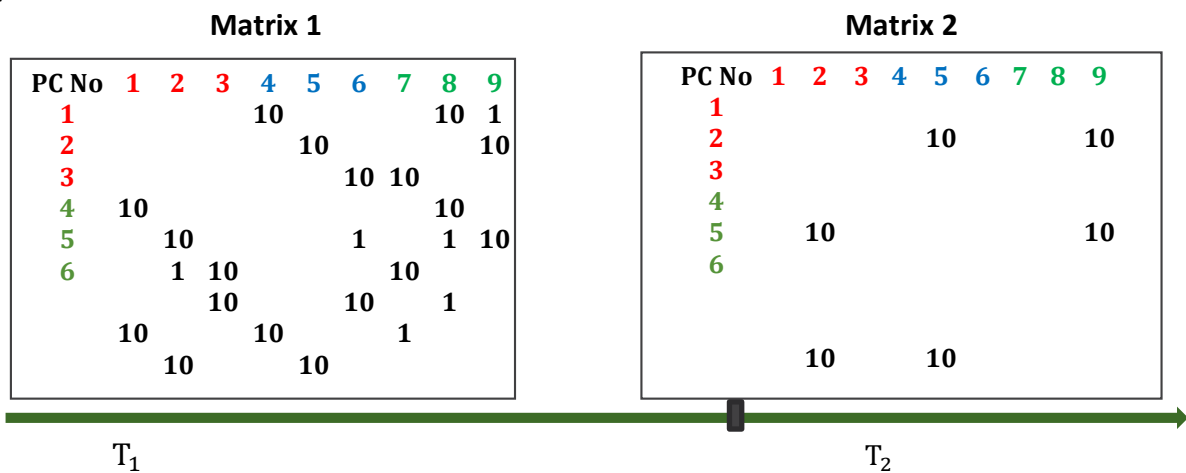 Matrix 1
PC No 1 2 3 4 5 6 7 8 9
1 10 10 1
2 10 10
3 10 10
4 10 10
5 10 1 1 10
6 1 10 10
10 10 1
10 10 1
10 10
T₁
Matrix 2
PC No 1 2 3 4 5 6 7 8 9
1
2 10 10
3
4
5 10 10
6
10 10
T₂